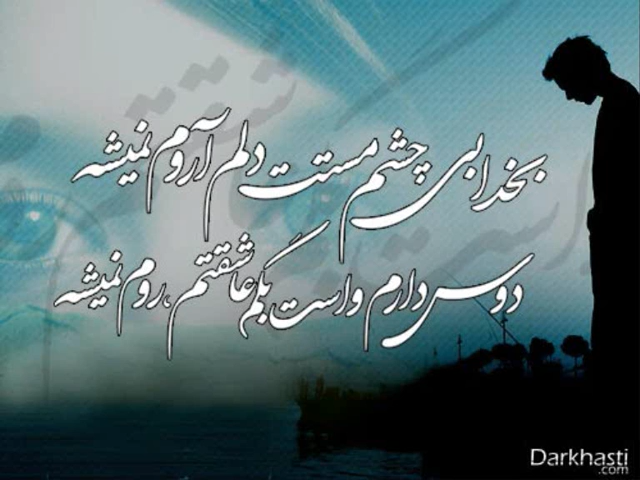 بخدا بی چشم مستت دلم آروم نمیشه
دوس دارم واست بگم عاشقتم، روم نمیشه
Darkhasti
.com